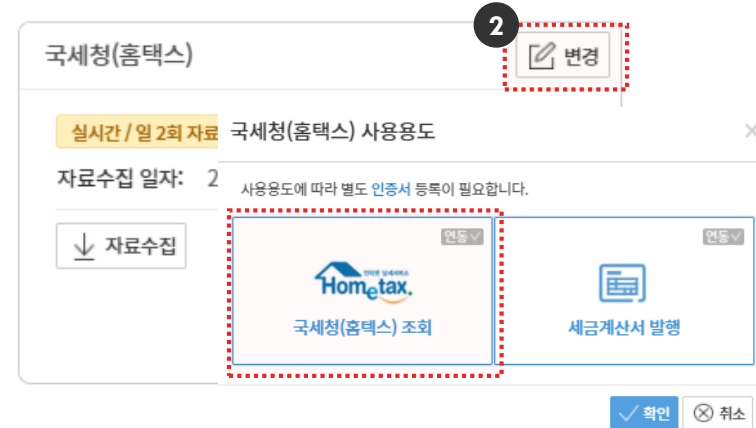 2
국세청(홈택스)
변경
실시간 / 일 2회 자료
국세청(홈택스) 사용용도
자료수집 일자: 2
사용용도에 따라 별도 인증서 등록이 필요합니다.
자료수집
연동
연동
Hometax.
국세청(홈텍스) 조회
세금계산서 발행
확인
취소